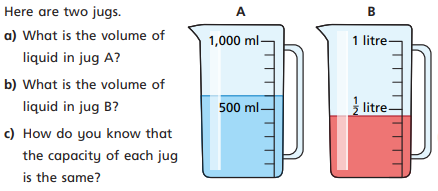 Here are two jugs.
a) What is the volume of
liquid in jug A?
b) What is the volume of
liquid in jug B?
c) How do you know that
the capacity of each jug
is the same?
A
1,000 ml
500 ml
B
1 litre
½ litre